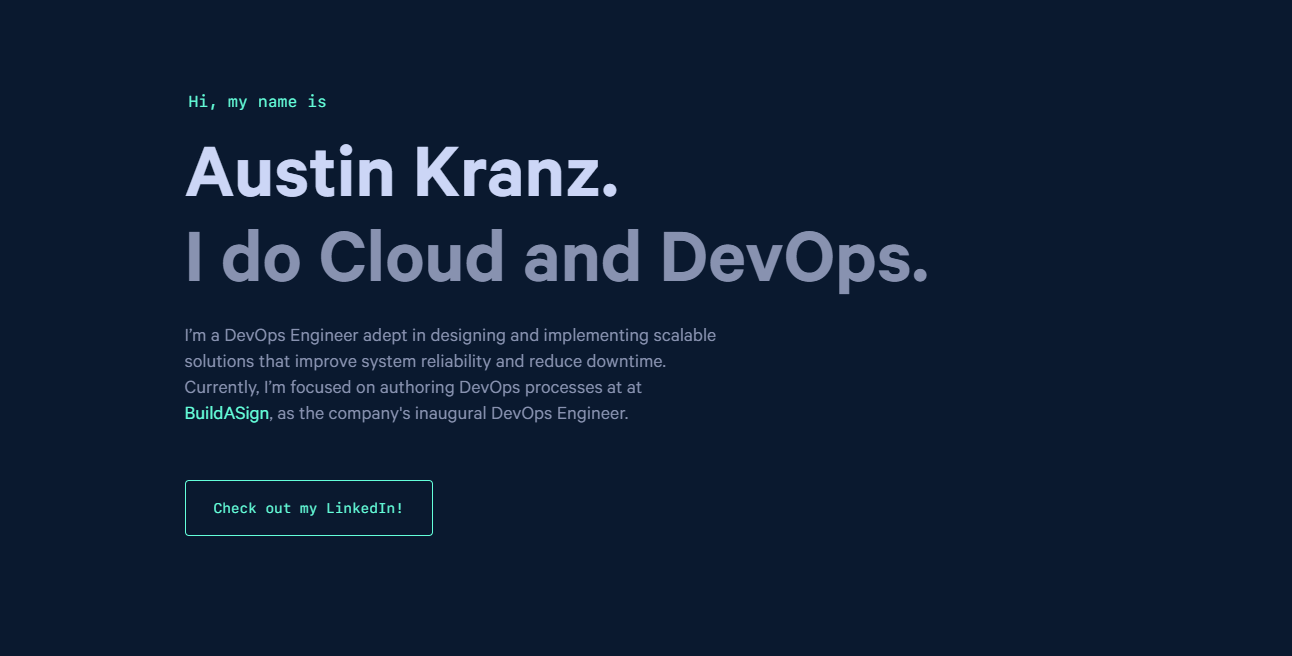 Hi, my name is
Austin Kranz.
I do Cloud and DevOps.
I’m a DevOps Engineer adept in designing and implementing scalable
solutions that improve system reliability and reduce downtime.
Currently, I’m focused on authoring DevOps processes at at
BuildASign, as the company's inaugural DevOps Engineer.
Check out my LinkedIn!